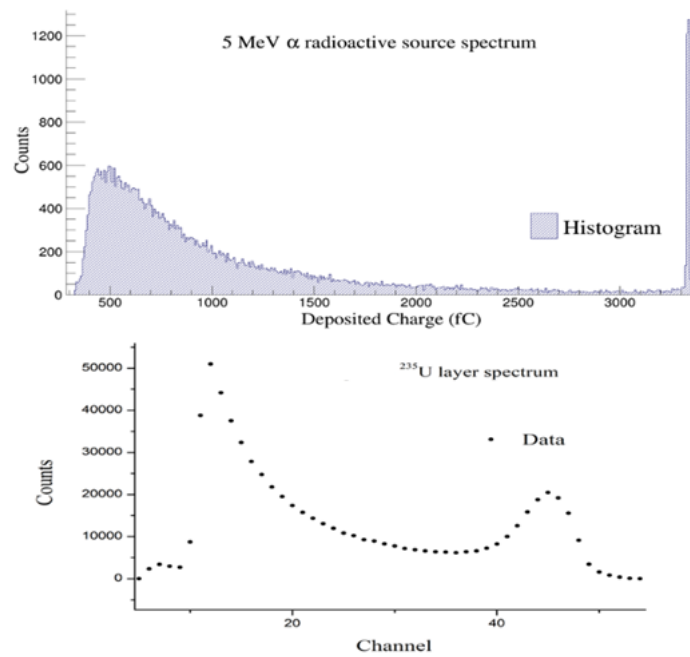 5 MeV α radioactive source spectrum
Counts
1200
1000
800
600
400
200
0
Histogram
500 1000 1500 2000 2500 3000
Deposited Charge (fC)
²³⁵U layer spectrum
Counts
50000
40000
30000
20000
10000
0
Data
20 40
Channel